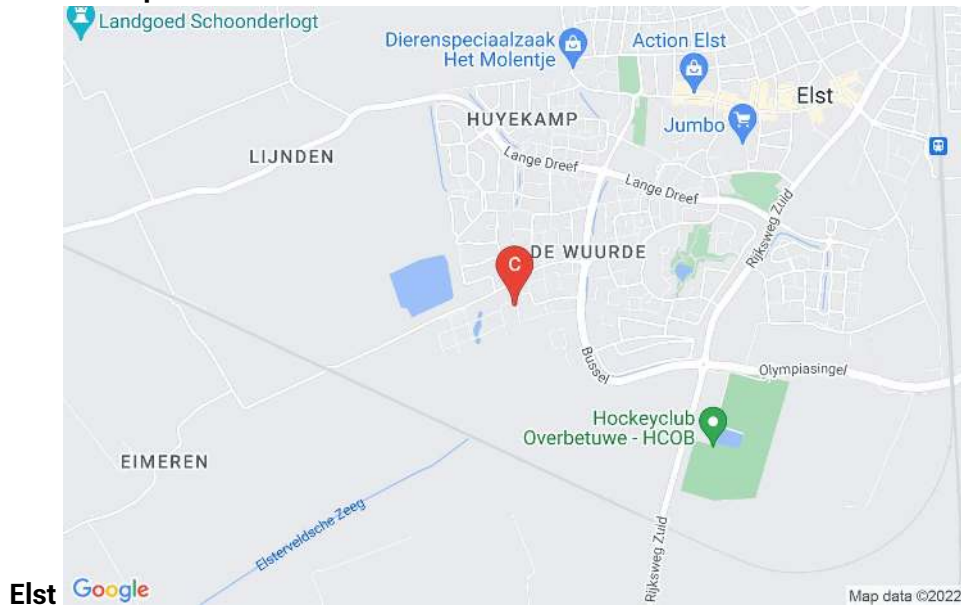 Landgoed Schoonderlogt
Dierenspeciaalzaak
Het Molentje
Action Elst
Elst
Jumbo
HUYEKAMP
LIJNDEN
Lange Dreef
Lange Dreef
Rijksweg Zuid
DE WUURDE
C
Bussel
Olympiasingel
Hockeyclub
Overbetuwe - HCOB
EIMEREN
Elsterveldsche Zeeg
Rijksweg Zuid
Elst
Google
Map data ©2022